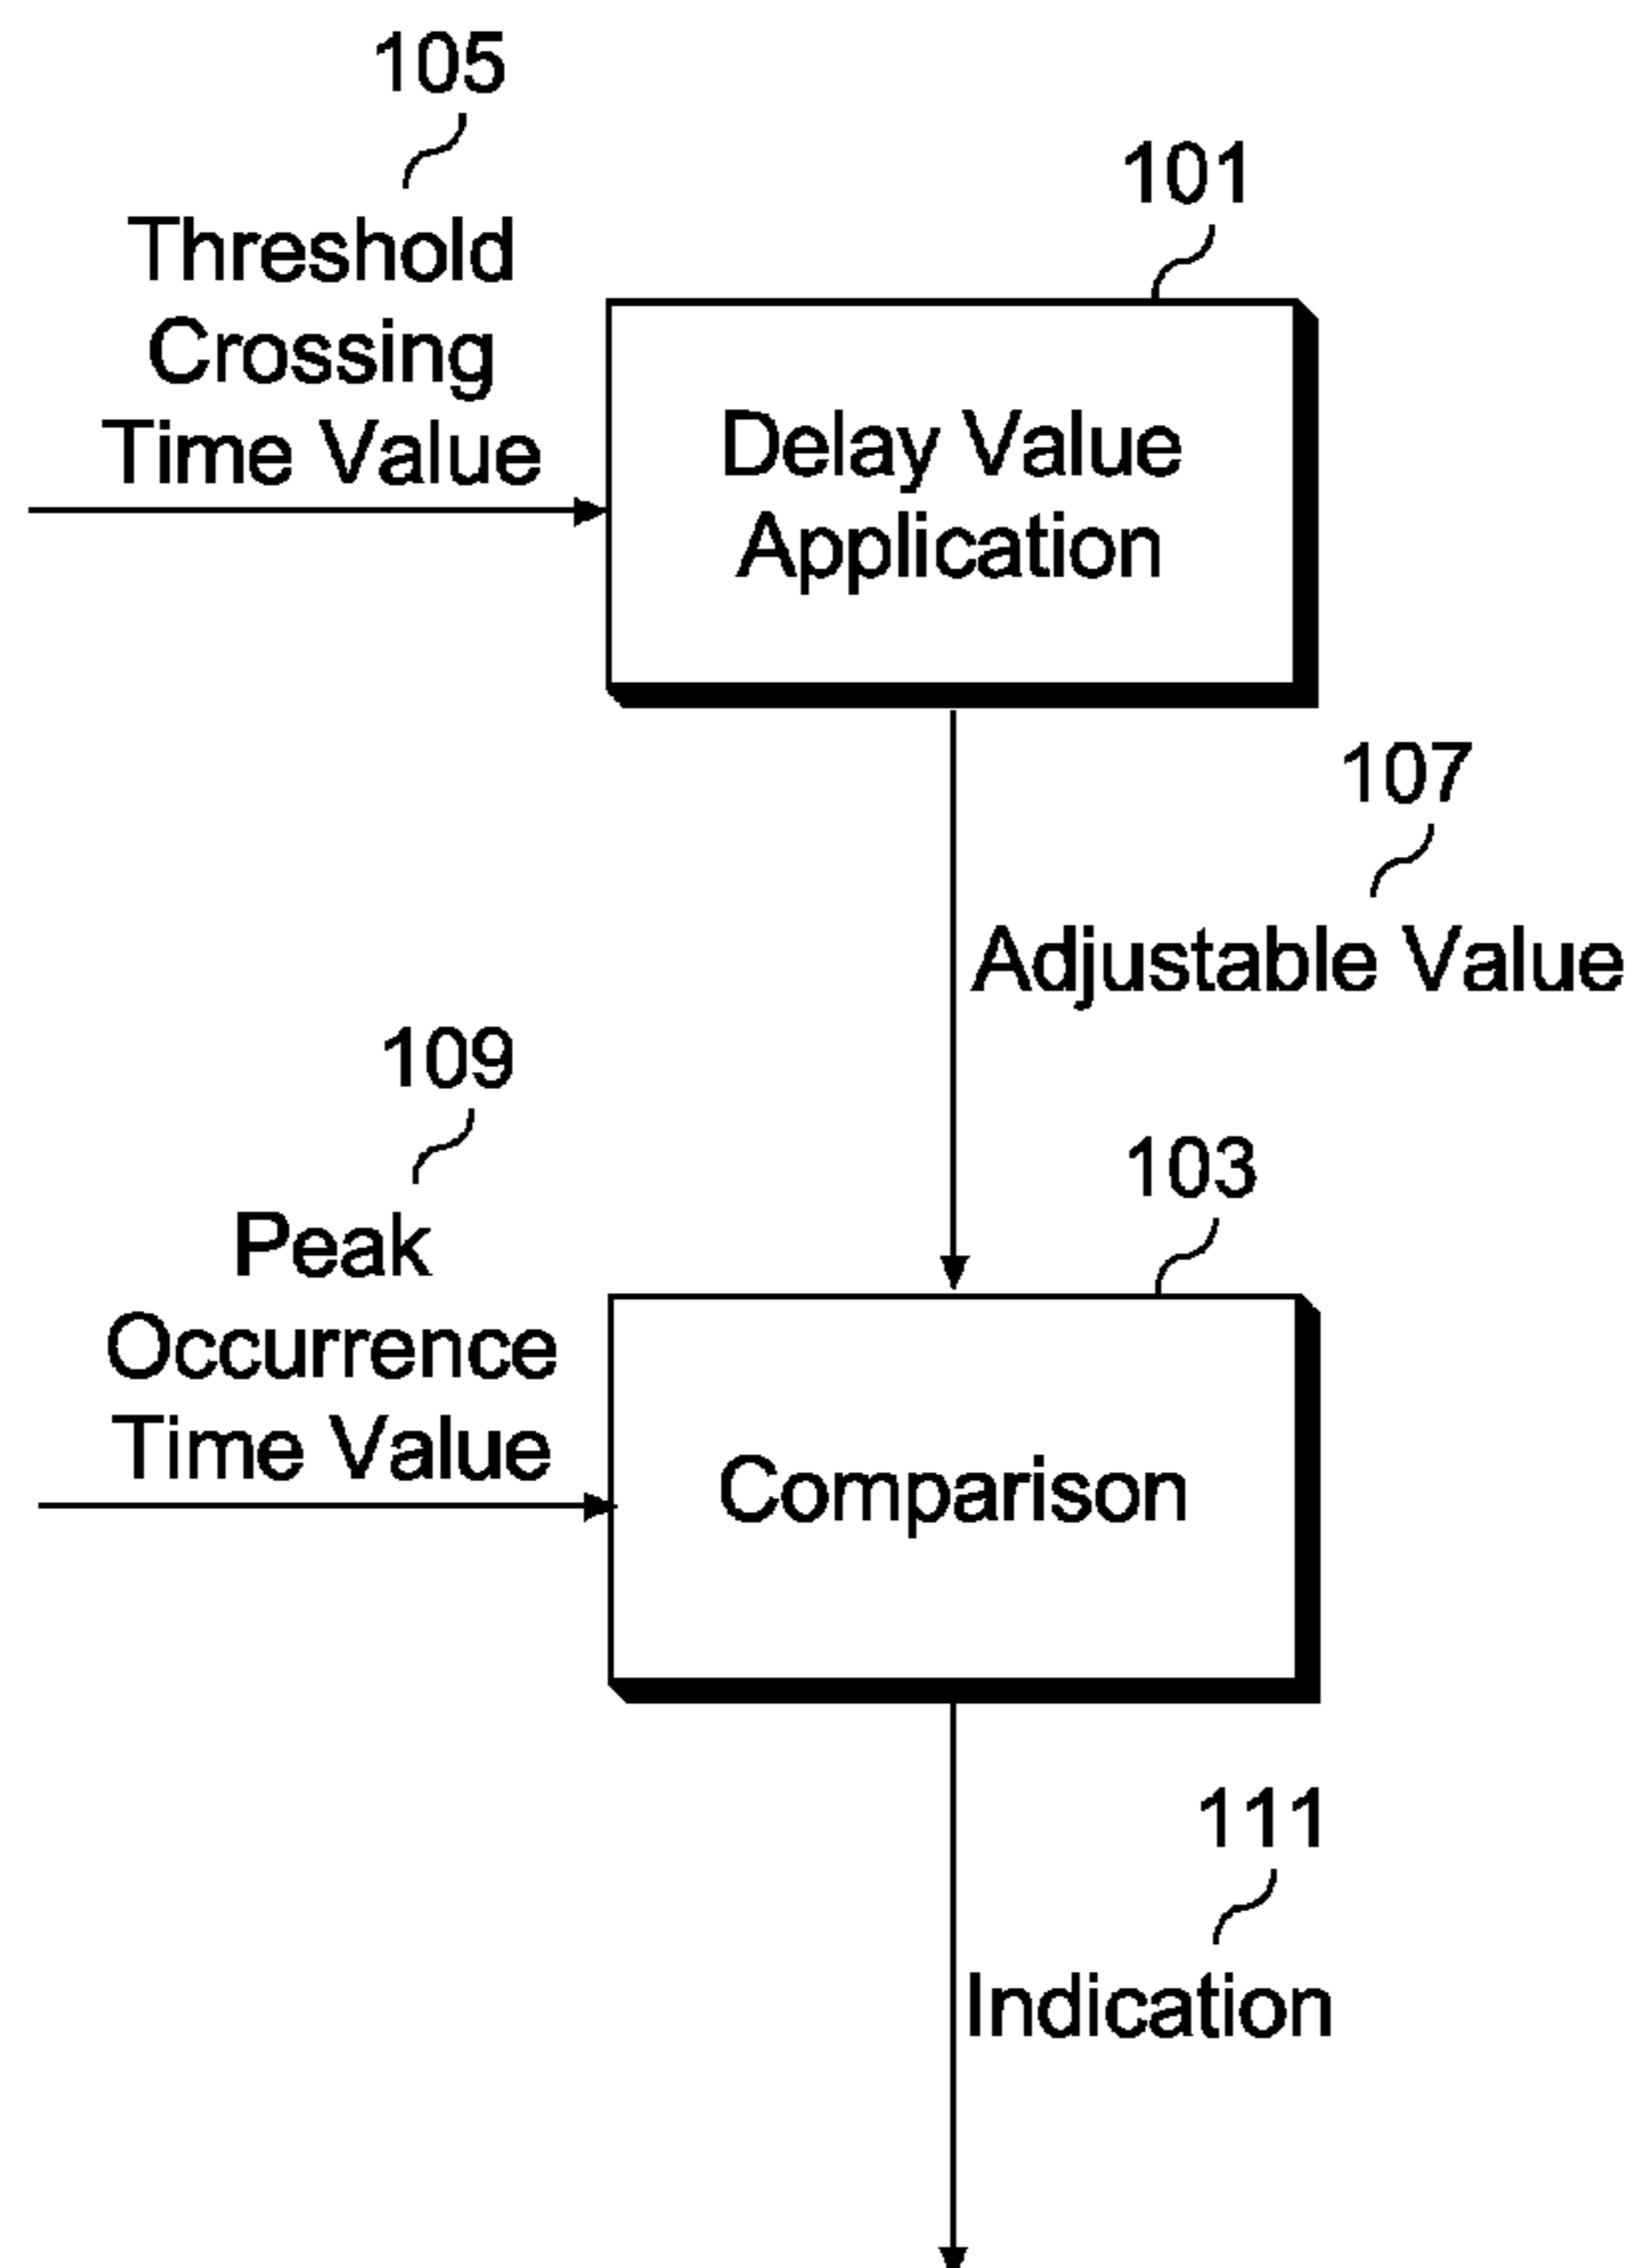 105
Threshold
Crossing
Time Value
101
Delay Value
Application
107
Adjustable Value
109
Peak
Occurrence
Time Value
103
Comparison
111
Indication